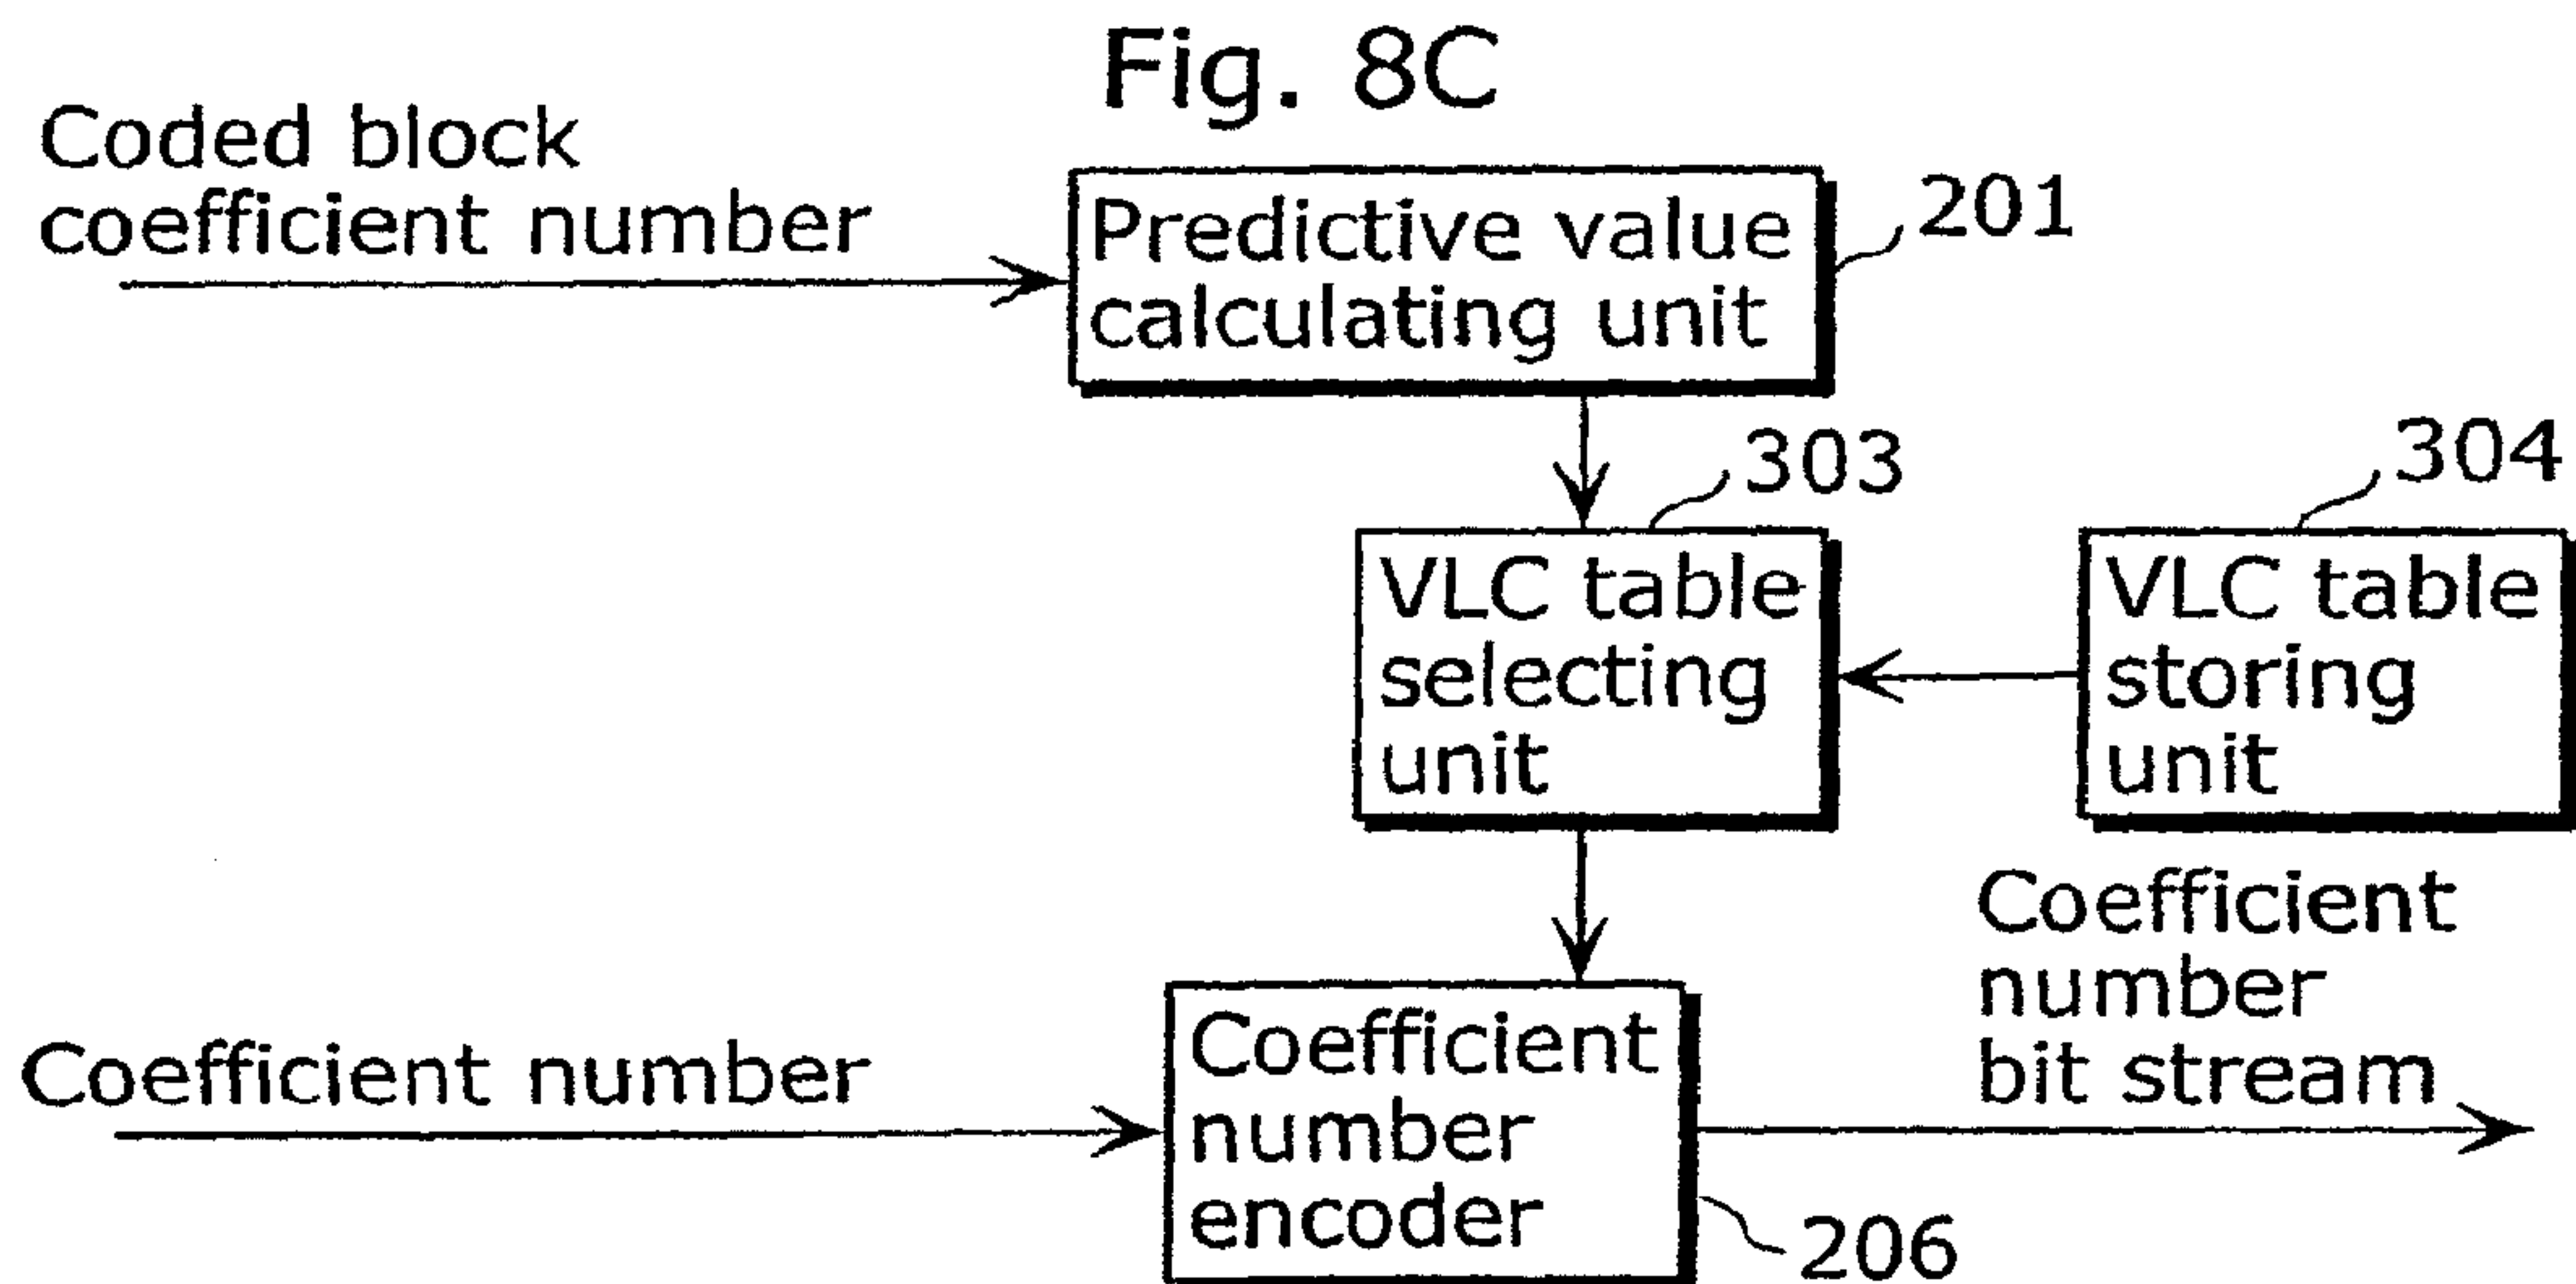 Fig. 8C
Coded block
coefficient number
Predictive value
calculating unit
201
303
304
VLC table
selecting
unit
VLC table
storing
unit
Coefficient number
Coefficient
number
encoder
206
Coefficient
number
bit stream